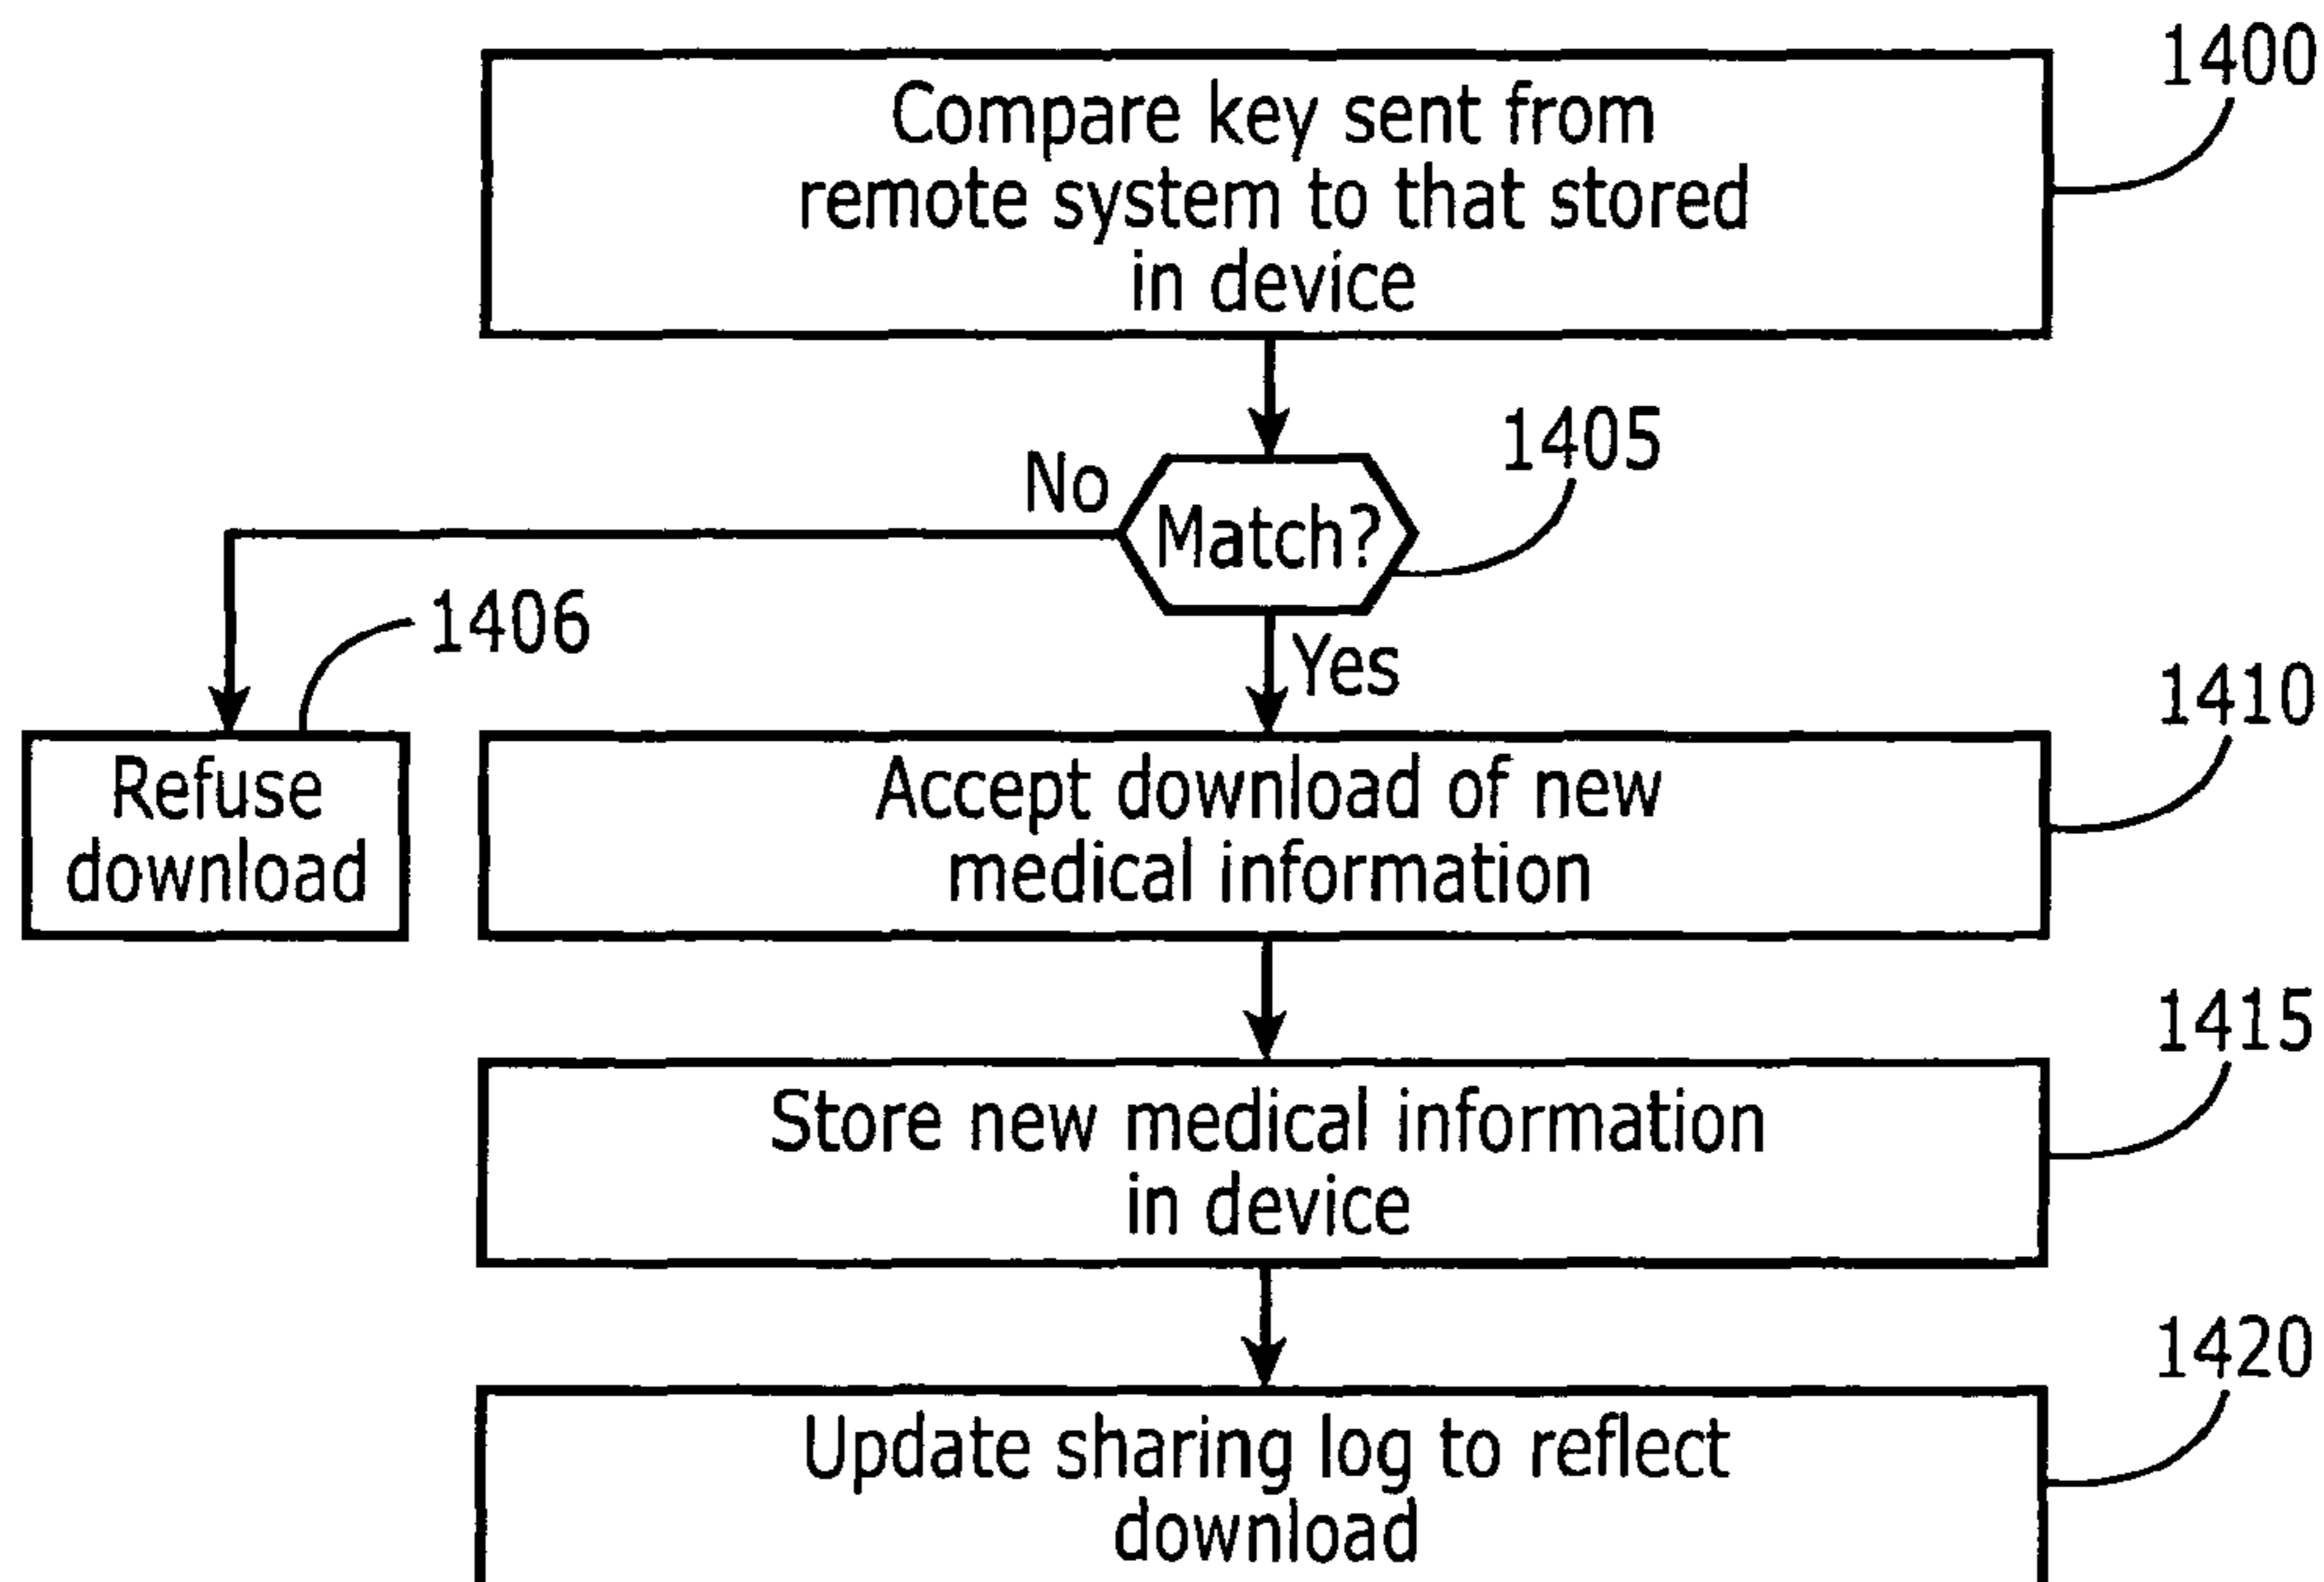 1400
Compare key sent from
remote system to that stored
in device
1405
No
Match?
1406
Yes
1410
Refuse
download
Accept download of new
medical information
1415
Store new medical information
in device
1420
Update sharing log to reflect
download